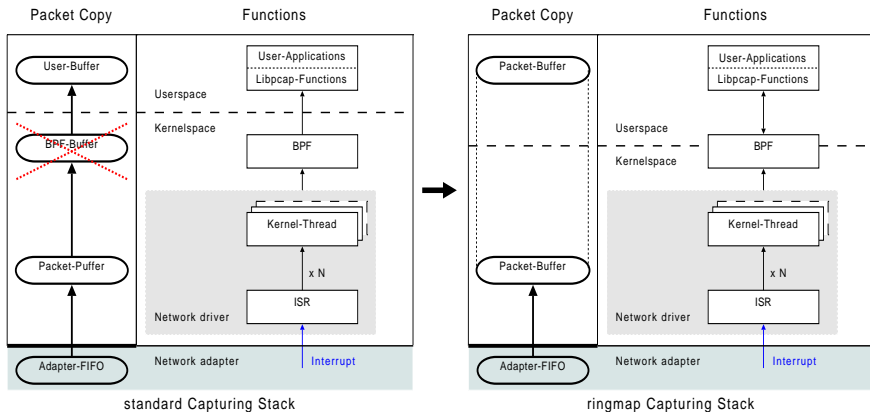 Packet Copy
Functions
User-Buffer
User-Applications
Libpcap-Functions
Userspace
Kernelspace
BPF-Buffer
BPF
Kernel-Thread
Packet-Puffer
x N
ISR
Network driver
Adapter-FIFO
Network adapter
Interrupt
standard Capturing Stack
Packet Copy
Functions
Packet-Buffer
User-Applications
Libpcap-Functions
Userspace
BPF
Kernelspace
Kernel-Thread
Packet-Buffer
x N
ISR
Network driver
Adapter-FIFO
Network adapter
Interrupt
ringmap Capturing Stack